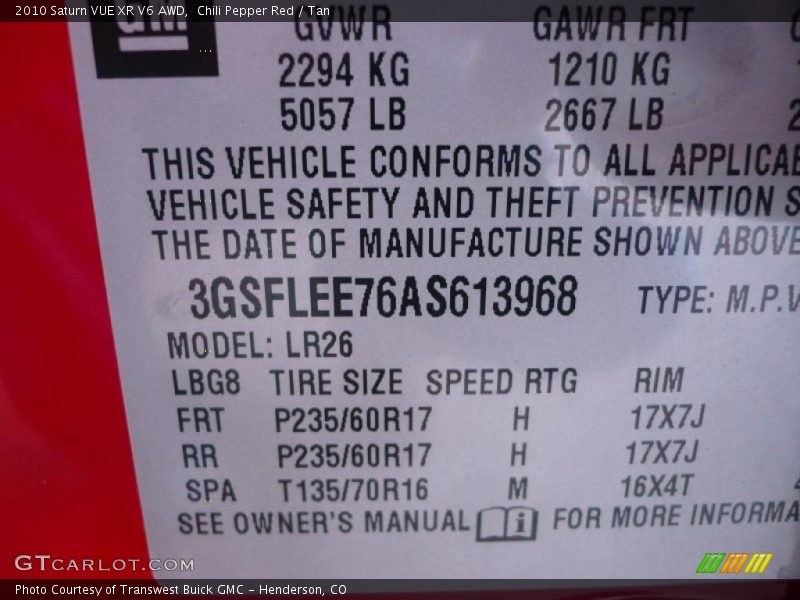 2010 Saturn VUE XR V6 AWD, Chili Pepper Red / Tan
gm
GVWR GAWR FRT
2294 KG 1210 KG
5057 LB 2667 LB 2
THIS VEHICLE CONFORMS TO ALL APPLICAB
VEHICLE SAFETY AND THEFT PREVENTION S
THE DATE OF MANUFACTURE SHOWN ABOVE
3GSFLEE76AS613968 TYPE: M.P.V
MODEL: LR26
LBG8 TIRE SIZE SPEED RTG RIM
FRT P235/60R17 H 17X7J
RR P235/60R17 H 17X7J
SPA T135/70R16 M 16X4T
SEE OWNER'S MANUAL i FOR MORE INFORMA
GTCARLOT.COM
Photo Courtesy of Transwest Buick GMC - Henderson, CO